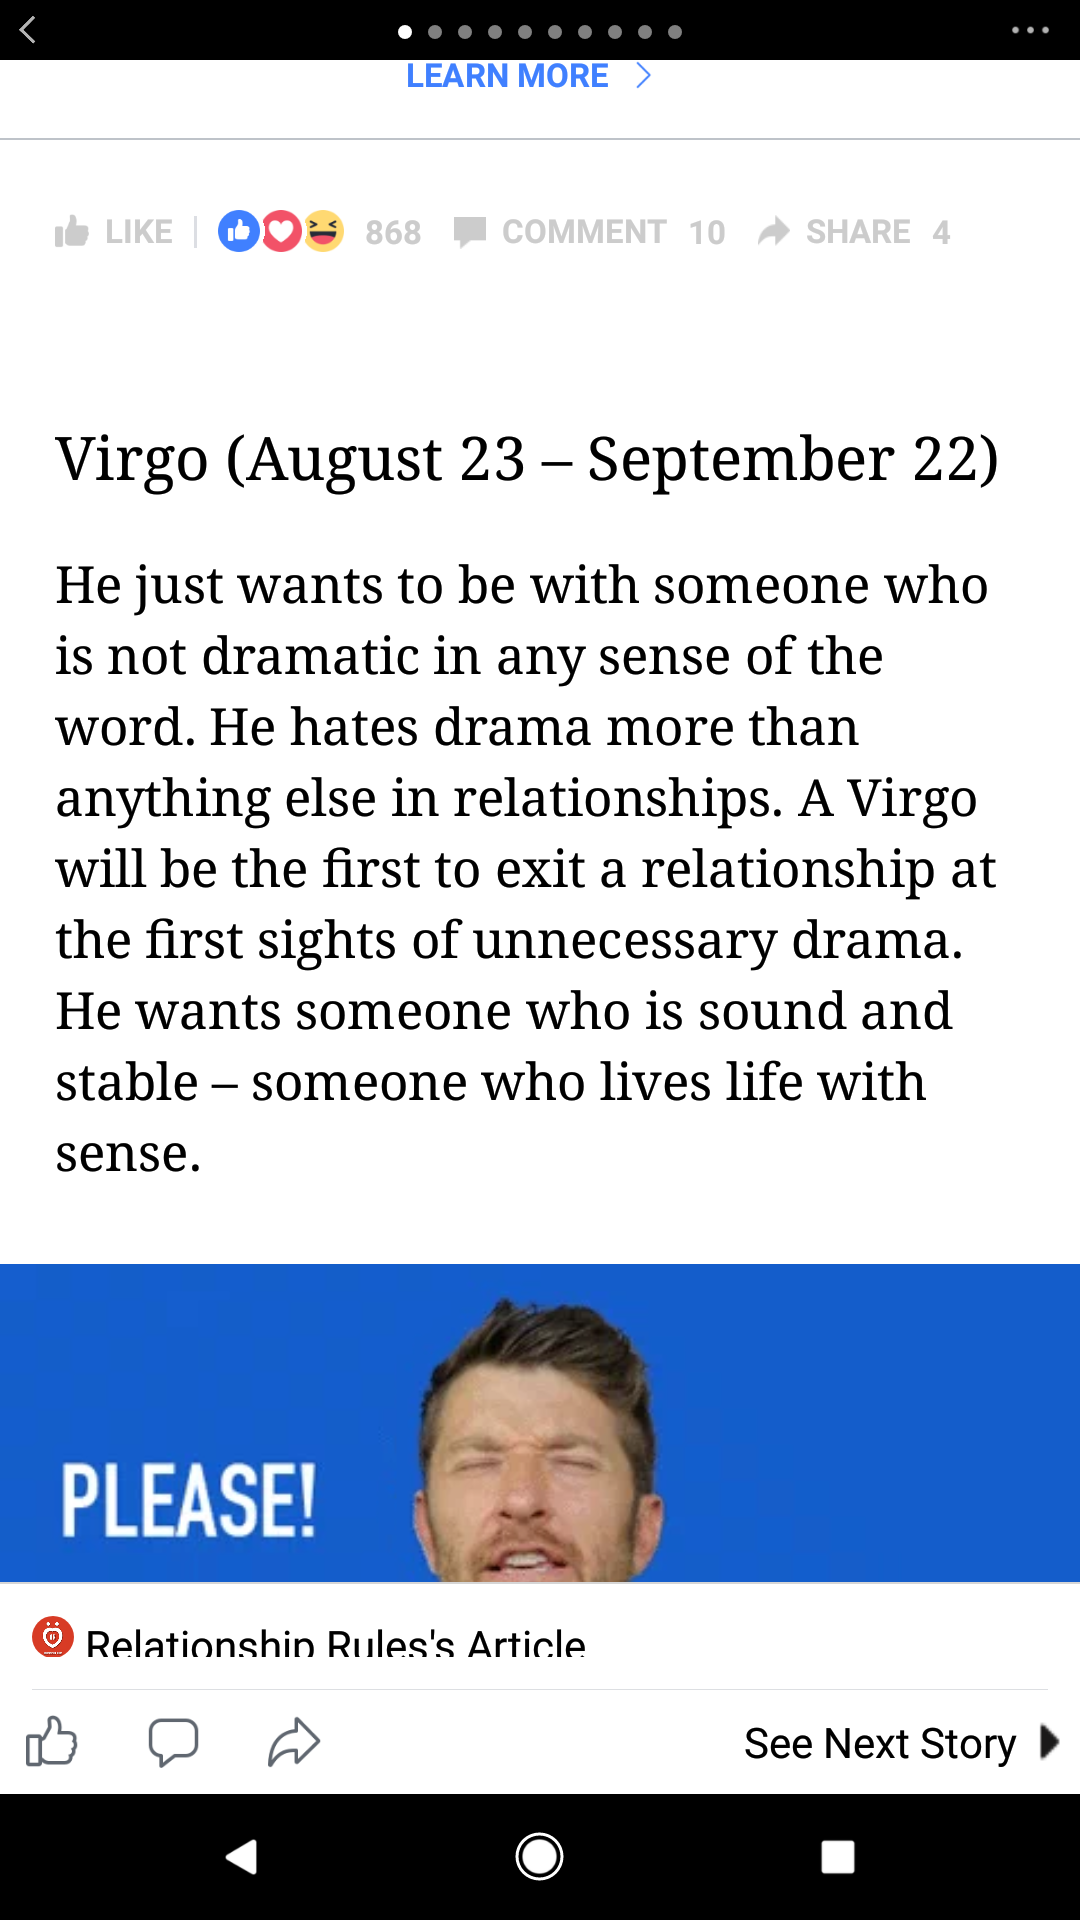 LEARN MORE
LIKE 868 COMMENT 10 SHARE 4
Virgo (August 23 – September 22)
He just wants to be with someone who
is not dramatic in any sense of the
word. He hates drama more than
anything else in relationships. A Virgo
will be the first to exit a relationship at
the first sights of unnecessary drama.
He wants someone who is sound and
stable – someone who lives life with
sense.
PLEASE!
Relationship Rules's Article
See Next Story